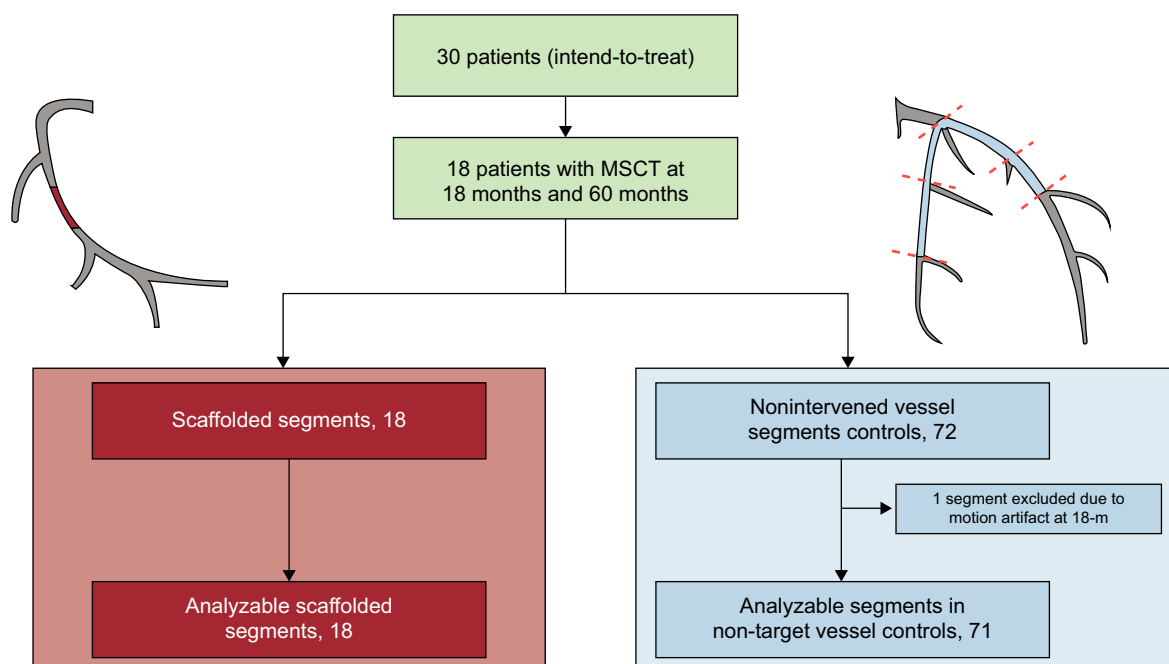 30 patients (intend-to-treat)
18 patients with MSCT at
18 months and 60 months
Scaffolded segments, 18
Nonintervened vessel
segments controls, 72
1 segment excluded due to
motion artifact at 18-m
Analyzable scaffolded
segments, 18
Analyzable segments in
non-target vessel controls, 71